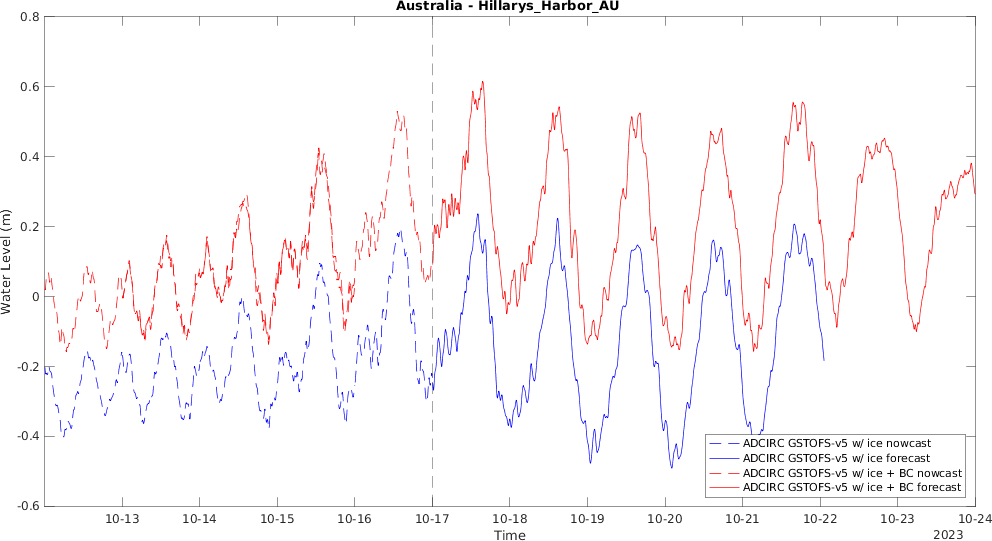 Australia - Hillarys_Harbor_AU
0.8
0.6
0.4
0.2
0
-0.2
-0.4
-0.6
Water Level (m)
10-13 10-14 10-15 10-16 10-17 10-18 10-19 10-20 10-21 10-22 10-23 10-24
Time
2023
ADCIRC GSTOFS-v5 w/ ice nowcast
ADCIRC GSTOFS-v5 w/ ice forecast
ADCIRC GSTOFS-v5 w/ ice + BC nowcast
ADCIRC GSTOFS-v5 w/ ice + BC forecast